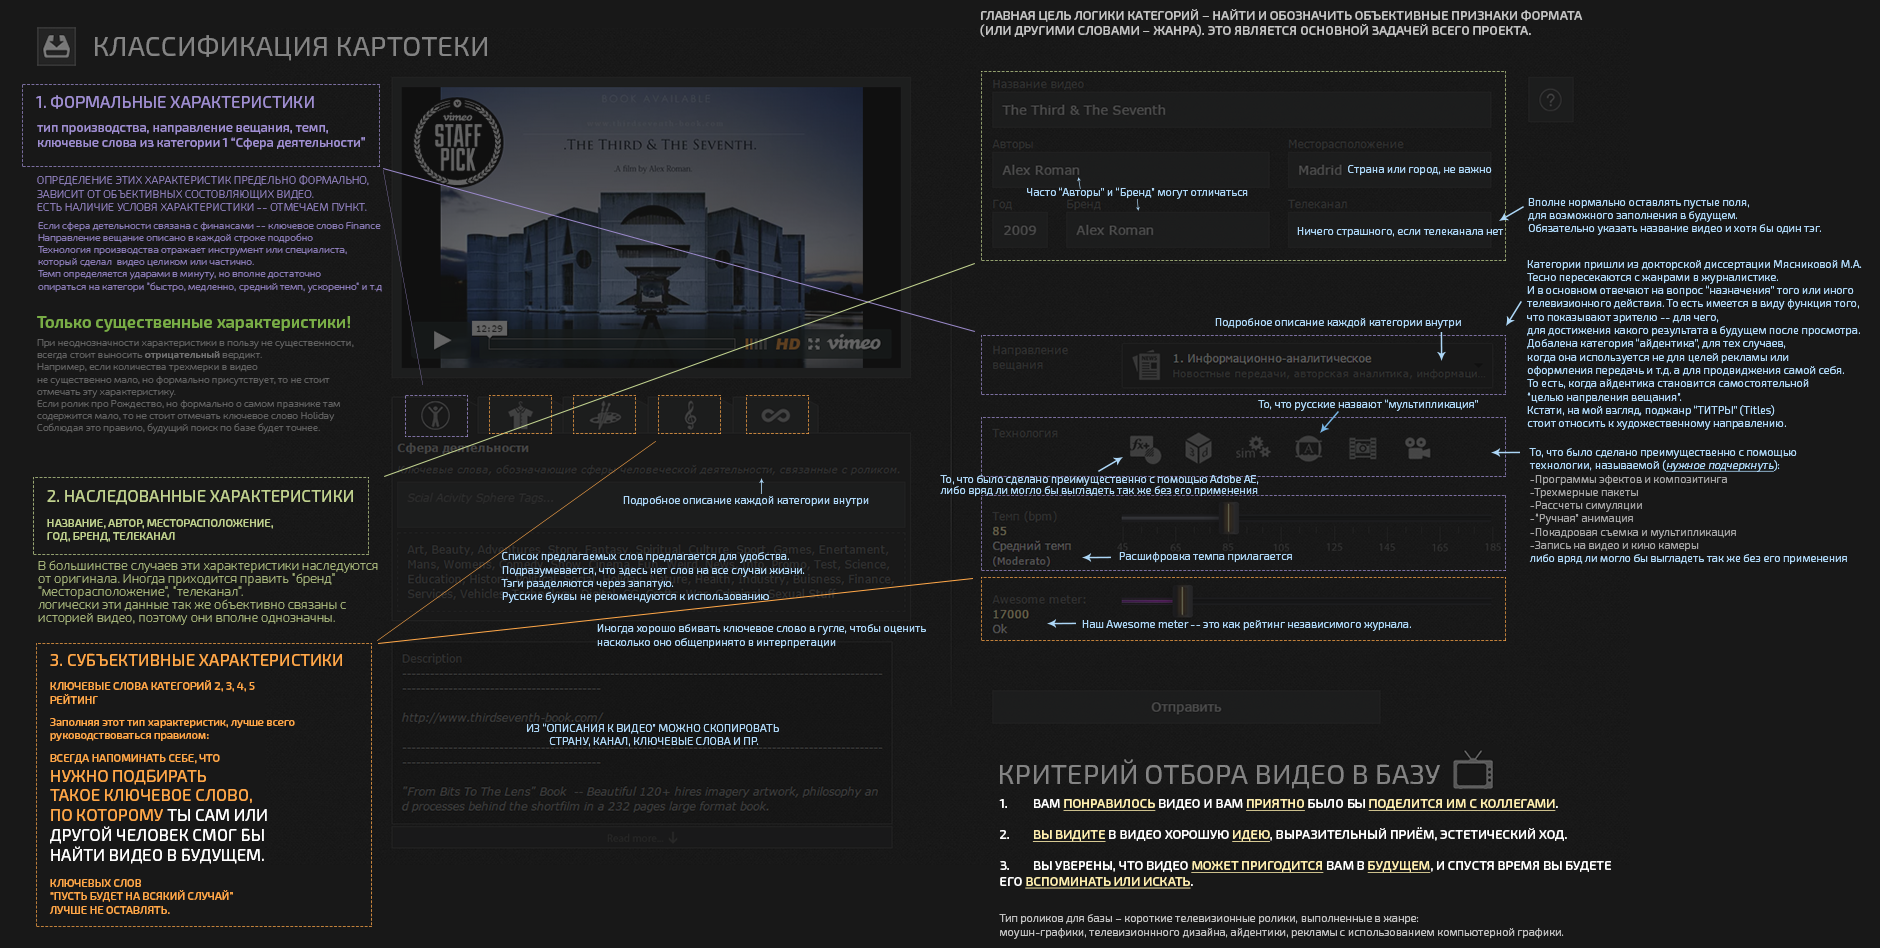 КЛАССИФИКАЦИЯ КАРТОТЕКИ
1. ФОРМАЛЬНЫЕ ХАРАКТЕРИСТИКИ
тип производства, направление вещания, темп,
ключевые слова из категории 1 "Сфера деятельности"
ОПРЕДЕЛЕНИЕ ЭТИХ ХАРАКТЕРИСТИК ПРЕДЕЛЬНО ФОРМАЛЬНО,
ЗАВИСИТ ОТ ОБЪЕКТИВНЫХ СОСТОВЛЯЮЩИХ ВИДЕО.
ЕСТЬ НАЛИЧИЕ УСЛОВЯ ХАРАКТЕРИСТИКИ -- ОТМЕЧАЕМ ПУНКТ.
Если сфера детельности связана с финансами -- ключевое слово Finance
Направление вещание описано в каждой строке подробно
Технология производства отражает инструмент или специалиста,
который сделал видео целиком или частично.
Темп определяется ударами в минуту, но вполне достаточно
опираться на категори "быстро, медленно, средний темп, ускоренно" и т.д
Только существенные характеристики!
При неоднозначности характеристики в пользу не существенности,
всегда стоит выносить отрицательный вердикт.
Например, если количества трехмерки в видео
не существенно мало, но формально присутствует, то не стоит
отмечать эту характеристику.
Если ролик про Рождество, но формально о самом празнике там
содержится мало, то не стоит отмечать ключевое слово Holiday
Соблюдая это правило, будущий поиск по базе будет точнее.
2. НАСЛЕДОВАННЫЕ ХАРАКТЕРИСТИКИ
НАЗВАНИЕ, АВТОР, МЕСТОРАСПОЛОЖЕНИЕ,
ГОД, БРЕНД, ТЕЛЕКАНАЛ
В большинстве случаев эти характеристики наследуются
от оригинала. Иногда приходится править "бренд"
"месторасположение", "телеканал".
логически эти данные так же объективно связаны с
историей видео, поэтому они вполне однозначны.
3. СУБЪЕКТИВНЫЕ ХАРАКТЕРИСТИКИ
КЛЮЧЕВЫЕ СЛОВА КАТЕГОРИЙ 2, 3, 4, 5
РЕЙТИНГ
Заполняя этот тип характеристик, лучше всего
руководствоваться правилом:
ВСЕГДА НАПОМИНАТЬ СЕБЕ, ЧТО
НУЖНО ПОДБИРАТЬ
ТАКОЕ КЛЮЧЕВОЕ СЛОВО,
ПО КОТОРОМУ ТЫ САМ ИЛИ
ДРУГОЙ ЧЕЛОВЕК СМОГ БЫ
НАЙТИ ВИДЕО В БУДУЩЕМ.
КЛЮЧЕВЫХ СЛОВ
"ПУСТЬ БУДЕТ НА ВСЯКИЙ СЛУЧАЙ"
ЛУЧШЕ НЕ ОСТАВЛЯТЬ.
BOOK AVAILABLE
vimeo
STAFF
PICK
.THE THIRD & THE SEVENTH.
A film by Alex Roman.
12:29
HD vimeo
Сфера деятельности
Ключевые слова, обозначающие сферы человеческой деятельности, связанные с роликом.
Scial Acivity Sphere Tags...
Подробное описание каждой категории внутри
Список предлагаемых слов предлагается для удобства.
Подразумевается, что здесь нет слов на все случаи жизни.
Тэги разделяются через запятую.
Русские буквы не рекомендуются к использованию
Иногда хорошо вбивать ключевое слово в гугле, чтобы оценить
насколько оно общепринято в интерпретации
Description
http://www.thirdseventh-book.com/
ИЗ "ОПИСАНИЯ К ВИДЕО" МОЖНО СКОПИРОВАТЬ
СТРАНУ, КАНАЛ, КЛЮЧЕВЫЕ СЛОВА И ПР.
"From Bits To The Lens" Book -- Beautiful 120+ hires imagery artwork, philosophy an
d processes behind the shortfilm in a 232 pages large format book.
Read more...
ГЛАВНАЯ ЦЕЛЬ ЛОГИКИ КАТЕГОРИЙ – НАЙТИ И ОБОЗНАЧИТЬ ОБЪЕКТИВНЫЕ ПРИЗНАКИ ФОРМАТА
(ИЛИ ДРУГИМИ СЛОВАМИ – ЖАНРА). ЭТО ЯВЛЯЕТСЯ ОСНОВНОЙ ЗАДАЧЕЙ ВСЕГО ПРОЕКТА.
Название видео
The Third & The Seventh
?
Авторы
Месторасположение
Alex Roman
Madrid Страна или город, не важно
Часто "Авторы" и "Бренд" могут отличаться
Год
Бренд
Телеканал
2009
Alex Roman
Ничего страшного, если телеканала нет
Вполне нормально оставлять пустые поля,
для возможного заполнения в будущем.
Обязательно указать название видео и хотя бы один тэг.
Категории пришли из докторской диссертации Мясниковой М.А.
Тесно пересекаются с жанрами в журналистике.
И в основном отвечают на вопрос "назначения" того или иного
телевизионного действия. То есть имеется в виду функция того,
что показывают зрителю -- для чего,
для достижения какого результата в будущем после просмотра.
Добалена категория "айдентика", для тех случаев,
когда она используется не для целей рекламы или
оформления передачь и т.д. а для продвиджения самой себя.
То есть, когда айдентика становится самостоятельной
"целью направления вещания".
Кстати, на мой взгляд, поджанр "ТИТРЫ" (Titles)
стоит относить к художественному направлению.
Подробное описание каждой категории внутри
Направление
вещания
1. Информационно-аналитическое
Новостные передачи, авторская аналитика, информаци...
То, что русские назвают "мультипликация"
Технология
fx+
sim
То, что было сделано преимущественно с помощью Adobe AE,
либо вряд ли могло бы выгладеть так же без его применения
То, что было сделано преимущественно с помощью
технологии, называемой (нужное подчеркнуть):
-Программы эфектов и композитинга
-Трехмерные пакеты
-Рассчеты симуляции
-"Ручная" анимация
-Покадровая съемка и мультипликация
-Запись на видео и кино камеры
либо вряд ли могло бы выгладеть так же без его применения
Темп (bpm)
85
Средний темп
(Moderato)
45 65 85 105 125 145 165 185
Расшифровка темпа прилагается
Awesome meter:
17000
Ok
Наш Awesome meter -- это как рейтинг независимого журнала.
Отправить
КРИТЕРИЙ ОТБОРА ВИДЕО В БАЗУ
1. ВАМ ПОНРАВИЛОСЬ ВИДЕО И ВАМ ПРИЯТНО БЫЛО БЫ ПОДЕЛИТСЯ ИМ С КОЛЛЕГАМИ.
2. ВЫ ВИДИТЕ В ВИДЕО ХОРОШУЮ ИДЕЮ, ВЫРАЗИТЕЛЬНЫЙ ПРИЁМ, ЭСТЕТИЧЕСКИЙ ХОД.
3. ВЫ УВЕРЕНЫ, ЧТО ВИДЕО МОЖЕТ ПРИГОДИТСЯ ВАМ В БУДУЩЕМ, И СПУСТЯ ВРЕМЯ ВЫ БУДЕТЕ
ЕГО ВСПОМИНАТЬ ИЛИ ИСКАТЬ.
Тип роликов для базы – короткие телевизионные ролики, выполненные в жанре:
моушн-графики, телевизионнного дизайна, айдентики, рекламы с использованием компьютерной графики.